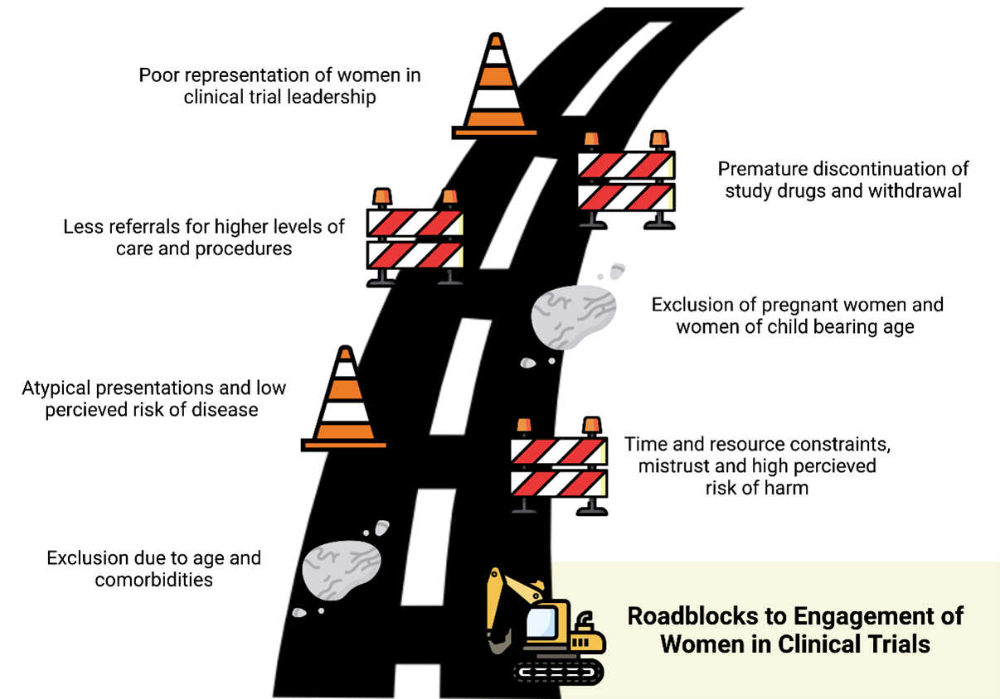 Poor representation of women in
clinical trial leadership
Premature discontinuation of
study drugs and withdrawal
Less referrals for higher levels of
care and procedures
Exclusion of pregnant women and
women of child bearing age
Atypical presentations and low
percieved risk of disease
Time and resource constraints,
mistrust and high percieved
risk of harm
Exclusion due to age and
comorbidities
Roadblocks to Engagement of
Women in Clinical Trials